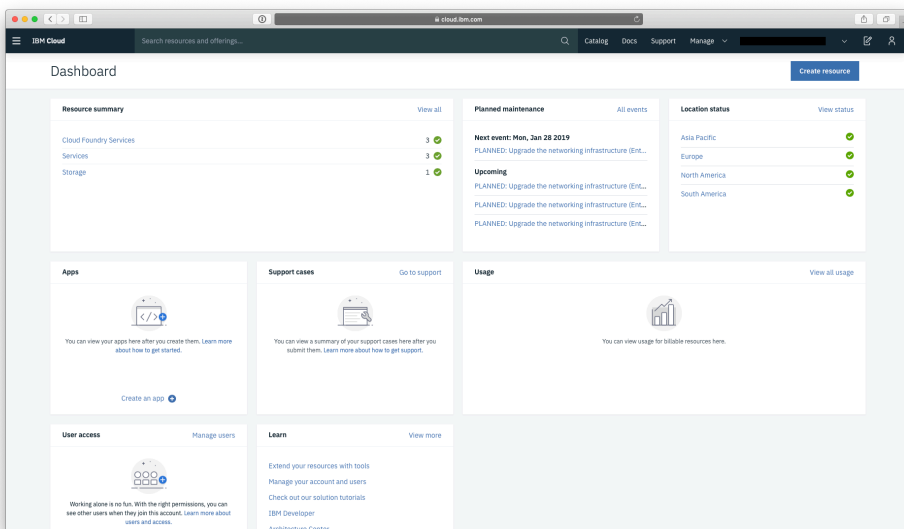 cloud.ibm.com
IBM Cloud
Search resources and offerings...
Catalog
Docs
Support
Manage
Dashboard
Create resource
Resource summary
View all
Cloud Foundry Services
3
Services
3
Storage
1
Planned maintenance
All events
Next event: Mon, Jan 28 2019
PLANNED: Upgrade the networking infrastructure (Ent...
Upcoming
PLANNED: Upgrade the networking infrastructure (Ent...
PLANNED: Upgrade the networking infrastructure (Ent...
PLANNED: Upgrade the networking infrastructure (Ent...
Location status
View status
Asia Pacific
Europe
North America
South America
Apps
You can view your apps here after you create them. Learn more
about how to get started.
Create an app
Support cases
Go to support
You can view a summary of your support cases here after you
submit them. Learn more about how to get support.
Usage
View all usage
You can view usage for billable resources here.
User access
Manage users
Working alone is no fun. With the right permissions, you can
see other users when they join this account. Learn more about
users and access.
Learn
View more
Extend your resources with tools
Manage your account and users
Check out our solution tutorials
IBM Developer
Architecture Center